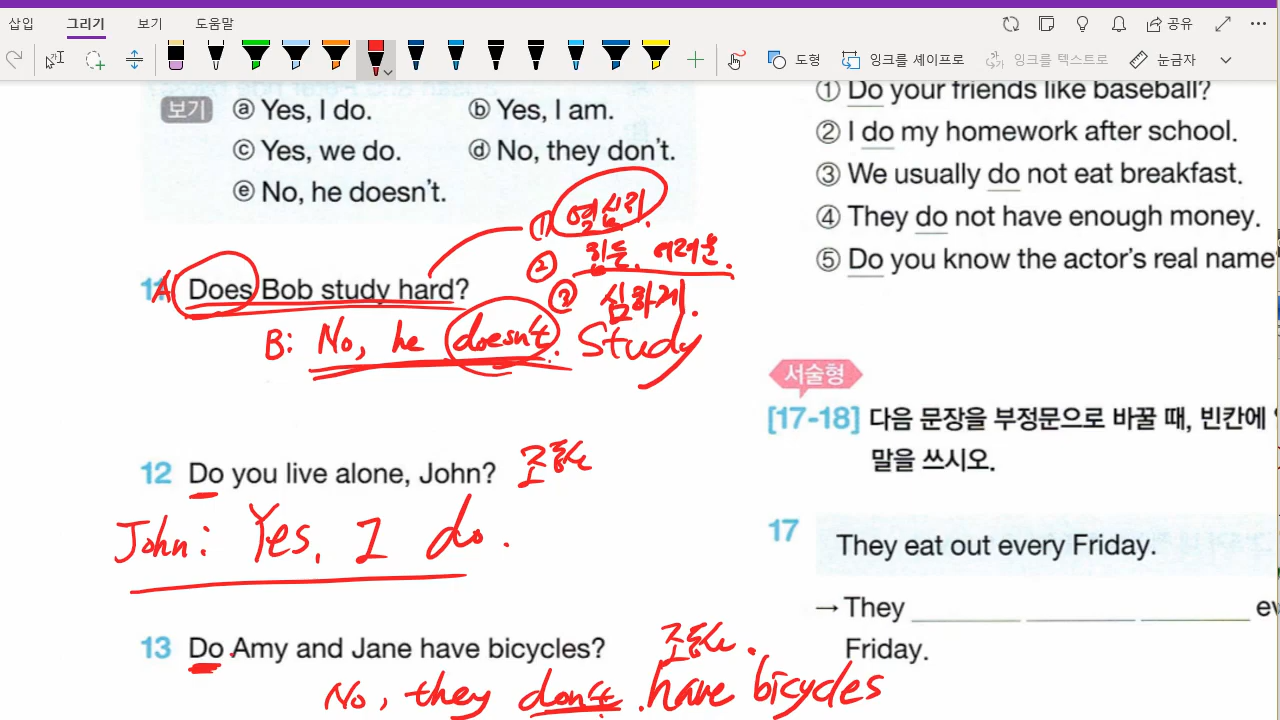 삽입 그리기 보기 도움말 공유
도형 잉크를 셰이프로 잉크를 텍스트로 눈금자
보기 ⓐ Yes, I do. ⓑ Yes, I am.
ⓒ Yes, we do. ⓓ No, they don't.
ⓔ No, he doesn't.
① 열심히.
② 힘든. 어려운.
③ 심하게.
11 A Does Bob study hard?
B: No, he doesn't. Study
12 Do you live alone, John? 조동사
John: Yes, I do.
13 Do Amy and Jane have bicycles? 조동사.
No, they don't have bicycles
① Do your friends like baseball?
② I do my homework after school.
③ We usually do not eat breakfast.
④ They do not have enough money.
⑤ Do you know the actor's real name
서술형
[17-18] 다음 문장을 부정문으로 바꿀 때, 빈칸에
말을 쓰시오.
17 They eat out every Friday.
→ They ______ ______ ______ ev
Friday.